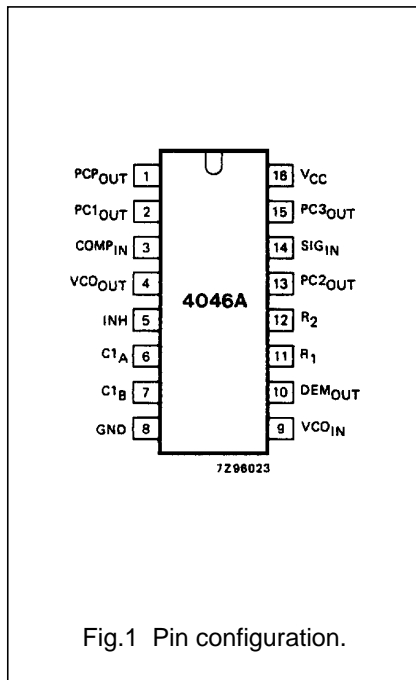 PCPOUT 1 16 VCC
PC1OUT 2 15 PC3OUT
COMPIN 3 14 SIGIN
VCOOUT 4 13 PC2OUT
4046A
INH 5 12 R2
C1A 6 11 R1
C1B 7 10 DEMOUT
GND 8 9 VCOIN
7Z96023
Fig.1 Pin configuration.